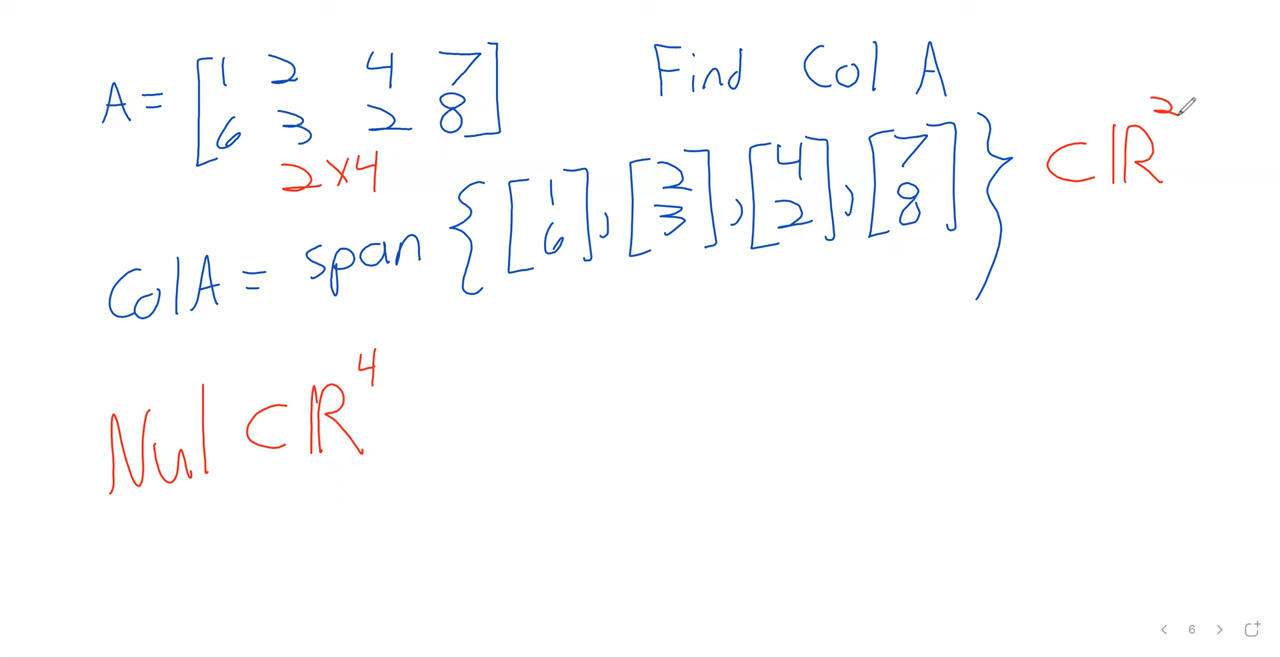 A = [1 2 4 7 Find Col A
6 3 2 8]
2×4
Col A = span { [1 6], [2 3], [4 2], [7 8] } ⊂ ℝ²
Nul ⊂ ℝ⁴
6